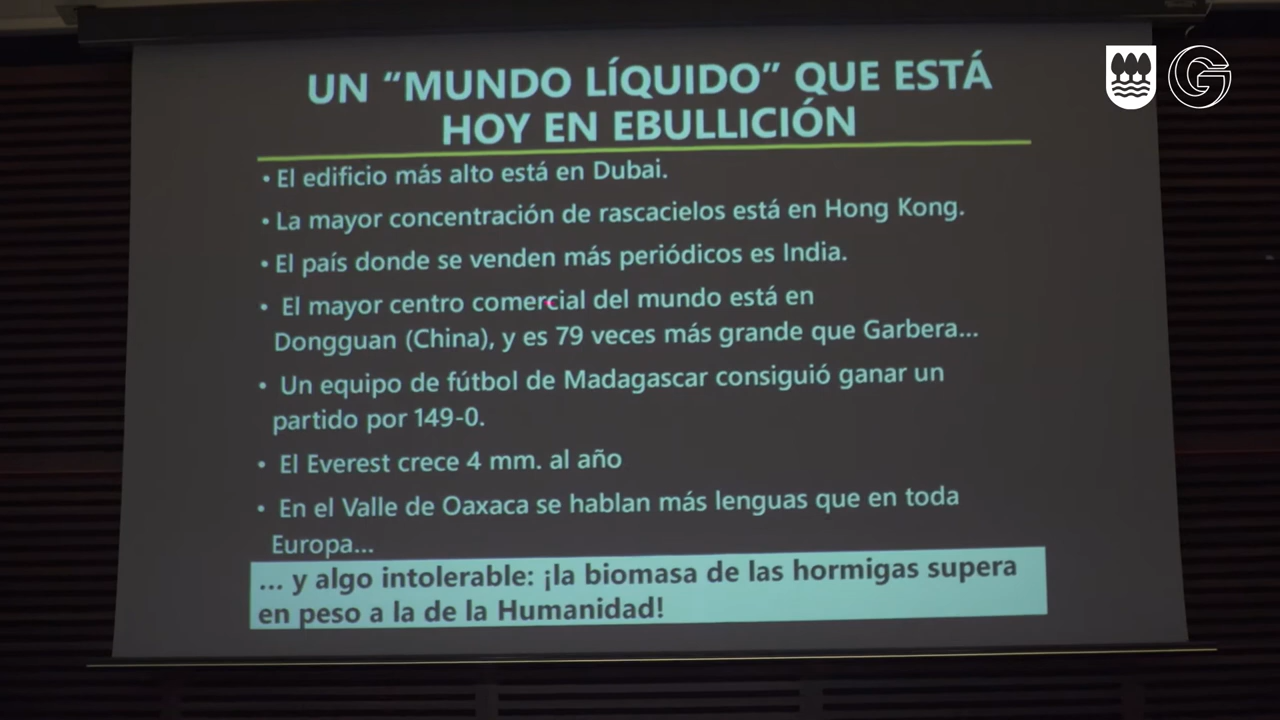 UN “MUNDO LÍQUIDO” QUE ESTÁ
HOY EN EBULLICIÓN
• El edificio más alto está en Dubai.
• La mayor concentración de rascacielos está en Hong Kong.
• El país donde se venden más periódicos es India.
• El mayor centro comercial del mundo está en
Dongguan (China), y es 79 veces más grande que Garbera...
• Un equipo de fútbol de Madagascar consiguió ganar un
partido por 149-0.
• El Everest crece 4 mm. al año
• En el Valle de Oaxaca se hablan más lenguas que en toda
Europa...
... y algo intolerable: ¡la biomasa de las hormigas supera
en peso a la de la Humanidad!
G